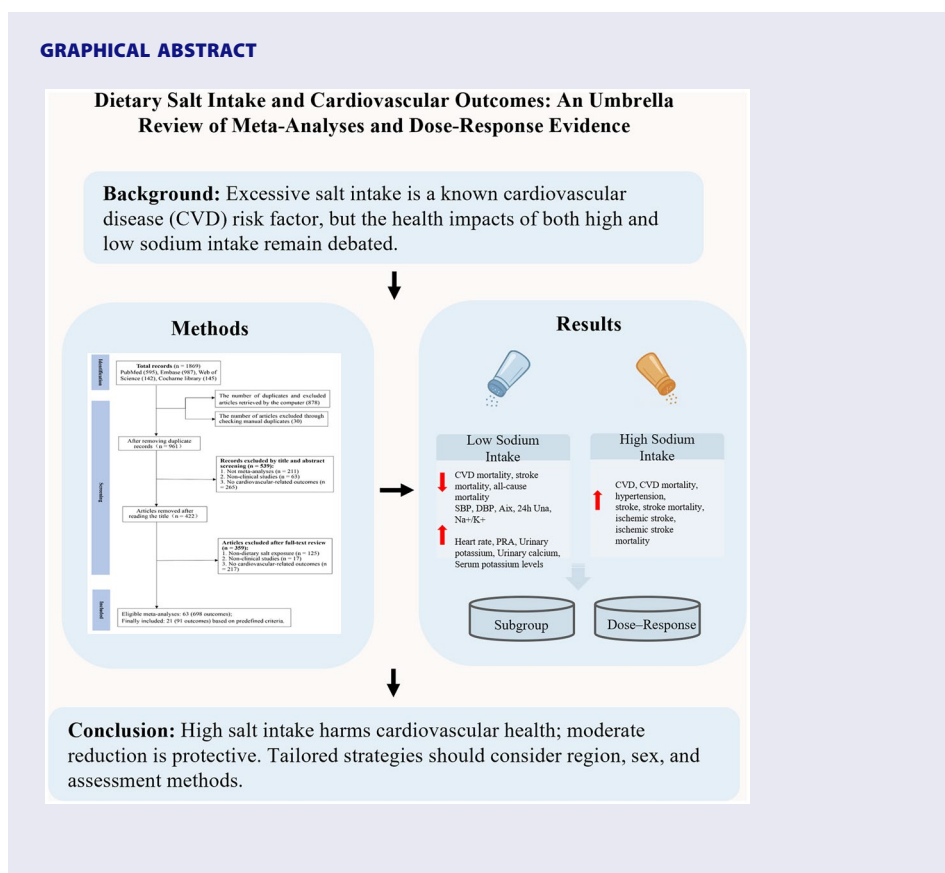 GRAPHICAL ABSTRACT
Dietary Salt Intake and Cardiovascular Outcomes: An Umbrella
Review of Meta-Analyses and Dose-Response Evidence
Background: Excessive salt intake is a known cardiovascular
disease (CVD) risk factor, but the health impacts of both high and
low sodium intake remain debated.
Methods
Identification
Total records (n = 1869)
PubMed (595), Embase (987), Web of
Science (142), Cocharne library (145)
Screening
The number of duplicates and excluded
articles retrieved by the computer (878)
The number of articles excluded through
checking manual duplicates (30)
After removing duplicate
records (n = 961)
Records excluded by title and abstract
screening (n = 539):
1. Not meta-analyses (n = 211)
2. Non-clinical studies (n = 63)
3. No cardiovascular-related outcomes (n
= 265)
Articles removed after
reading the title (n = 422)
Articles excluded after full-text review
(n = 359):
1. Non-dietary salt exposure (n = 125)
2. Non-clinical studies (n = 17)
3. No cardiovascular-related outcomes (n
= 217)
Included
Eligible meta-analyses: 63 (698 outcomes);
Finally included: 21 (91 outcomes) based on predefined criteria.
Results
Low Sodium
Intake
CVD mortality, stroke
mortality, all-cause
mortality
SBP, DBP, Aix, 24h Una,
Na+/K+
Heart rate, PRA, Urinary
potassium, Urinary calcium,
Serum potassium levels
High Sodium
Intake
CVD, CVD mortality,
hypertension,
stroke, stroke mortality,
ischemic stroke,
ischemic stroke
mortality
Subgroup
Dose–Response
Conclusion: High salt intake harms cardiovascular health; moderate
reduction is protective. Tailored strategies should consider region, sex, and
assessment methods.